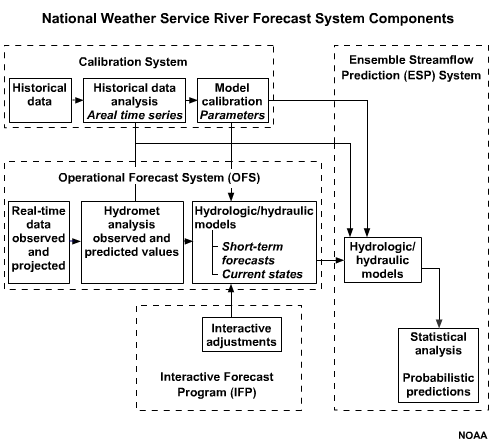 National Weather Service River Forecast System Components
Calibration System
Historical
data
Historical data
analysis
Areal time series
Model
calibration
Parameters
Ensemble Streamflow
Prediction (ESP) System
Operational Forecast System (OFS)
Real-time
data
observed
and
projected
Hydromet
analysis
observed and
predicted values
Hydrologic/hydraulic
models
Short-term
forecasts
Current states
Hydrologic/
hydraulic
models
Interactive
adjustments
Interactive Forecast
Program (IFP)
Statistical
analysis
Probabilistic
predictions
NOAA